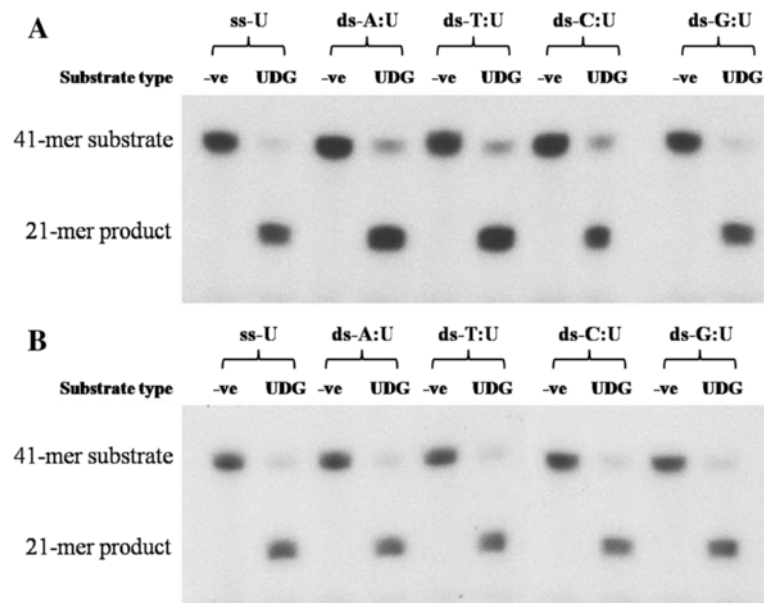 A
ss-U ds-A:U ds-T:U ds-C:U ds-G:U
Substrate type -ve UDG -ve UDG -ve UDG -ve UDG -ve UDG
41-mer substrate
21-mer product
B
ss-U ds-A:U ds-T:U ds-C:U ds-G:U
Substrate type -ve UDG -ve UDG -ve UDG -ve UDG -ve UDG
41-mer substrate
21-mer product